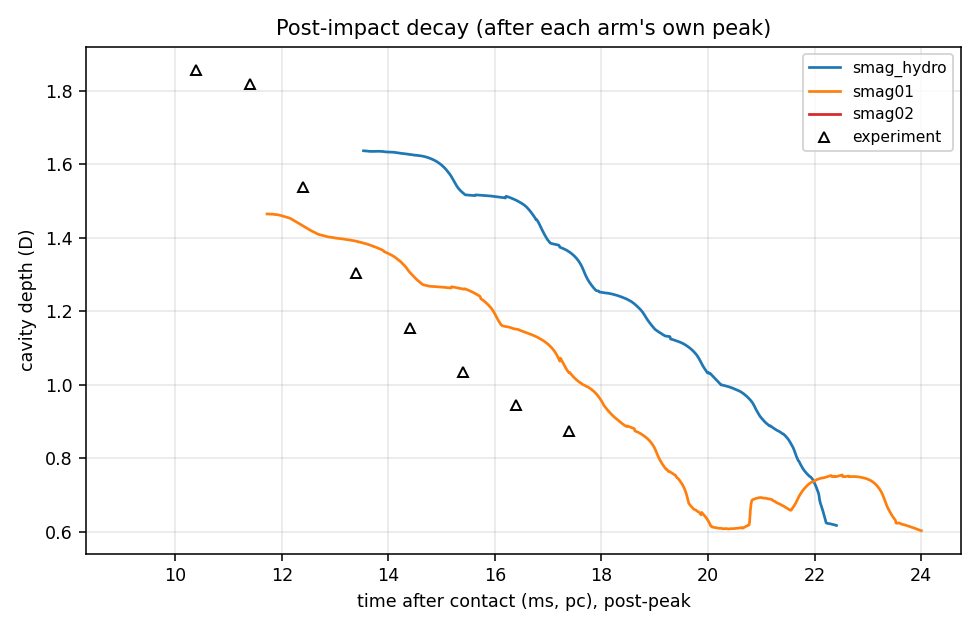 Post-impact decay (after each arm's own peak)
smag_hydro
smag01
smag02
experiment
cavity depth (D)
1.8
1.6
1.4
1.2
1.0
0.8
0.6
10 12 14 16 18 20 22 24
time after contact (ms, pc), post-peak